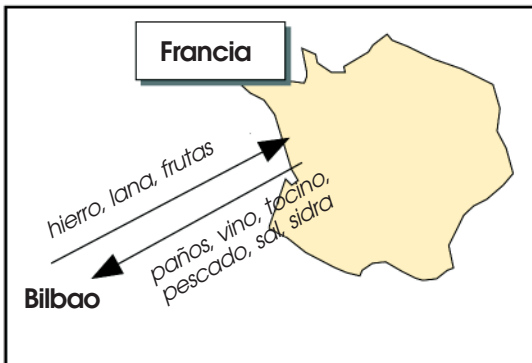 Francia
hierro, lana, frutas
paños, vino, tocino,
pescado, sal, sidra
Bilbao